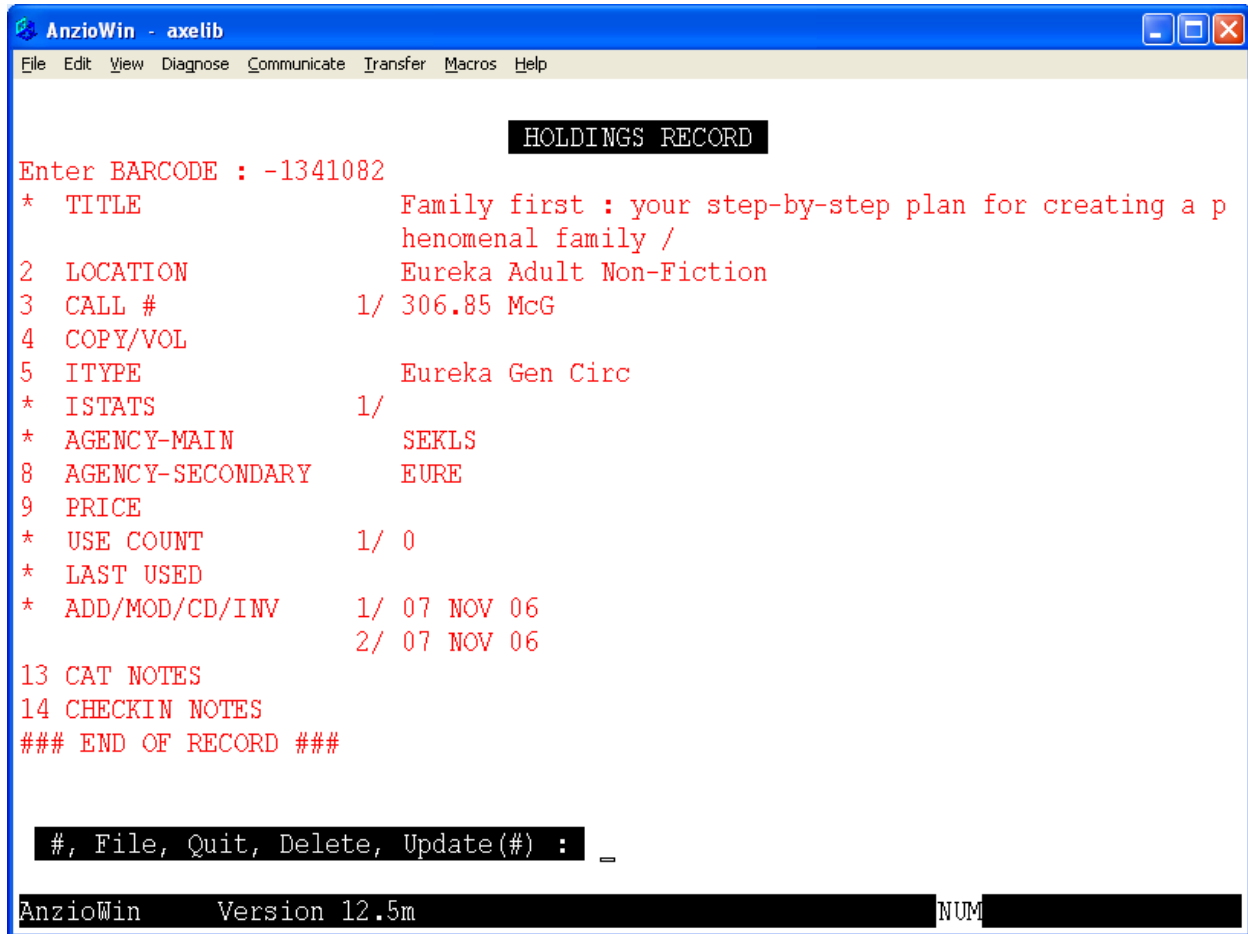 AnzioWin - axelib
File Edit View Diagnose Communicate Transfer Macros Help
HOLDINGS RECORD
Enter BARCODE : -1341082
* TITLE Family first : your step-by-step plan for creating a p
henomenal family /
2 LOCATION Eureka Adult Non-Fiction
3 CALL # 1/ 306.85 McG
4 COPY/VOL
5 ITYPE Eureka Gen Circ
* ISTATS 1/
* AGENCY-MAIN SEKLS
8 AGENCY-SECONDARY EURE
9 PRICE
* USE COUNT 1/ 0
* LAST USED
* ADD/MOD/CD/INV 1/ 07 NOV 06
2/ 07 NOV 06
13 CAT NOTES
14 CHECKIN NOTES
### END OF RECORD ###
#, File, Quit, Delete, Update(#) : _
AnzioWin Version 12.5m NUM